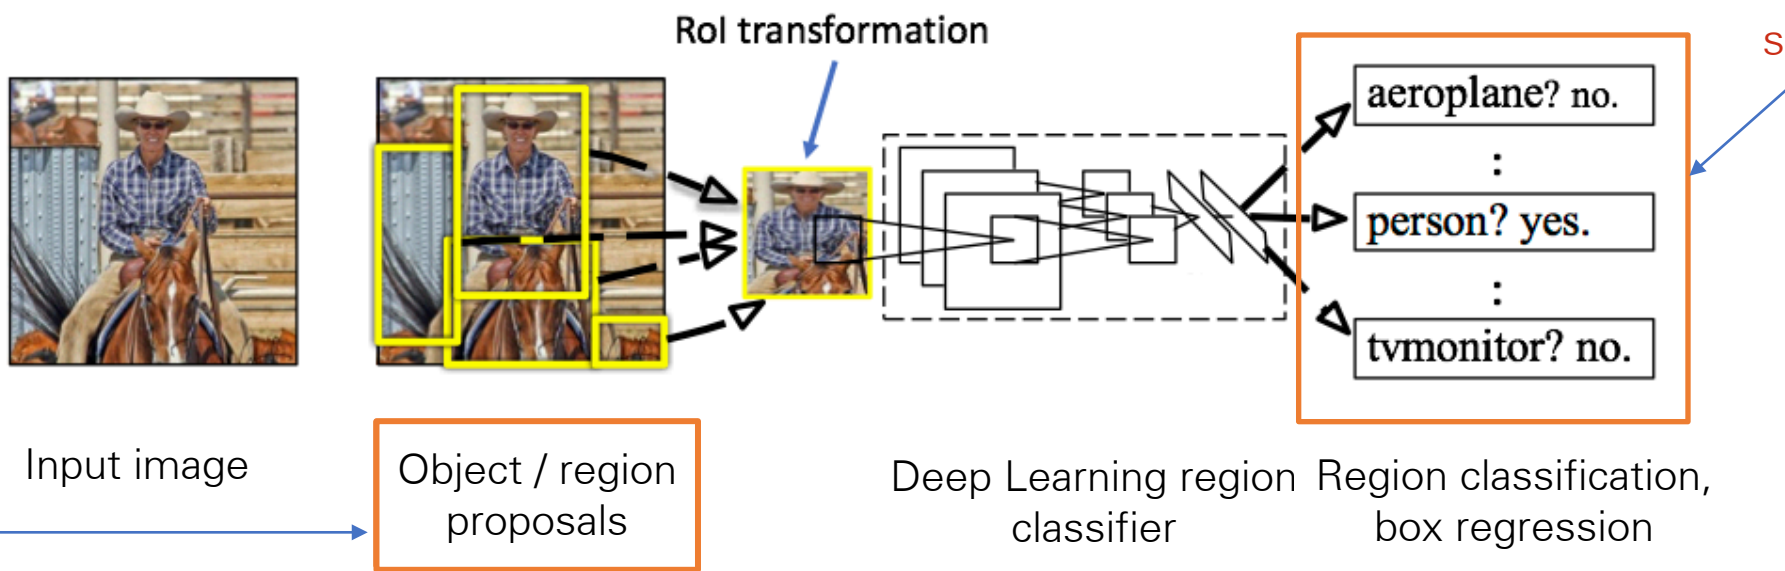 RoI transformation
s
aeroplane? no.
:
person? yes.
:
tvmonitor? no.
Input image
Object / region
proposals
Deep Learning region
classifier
Region classification,
box regression